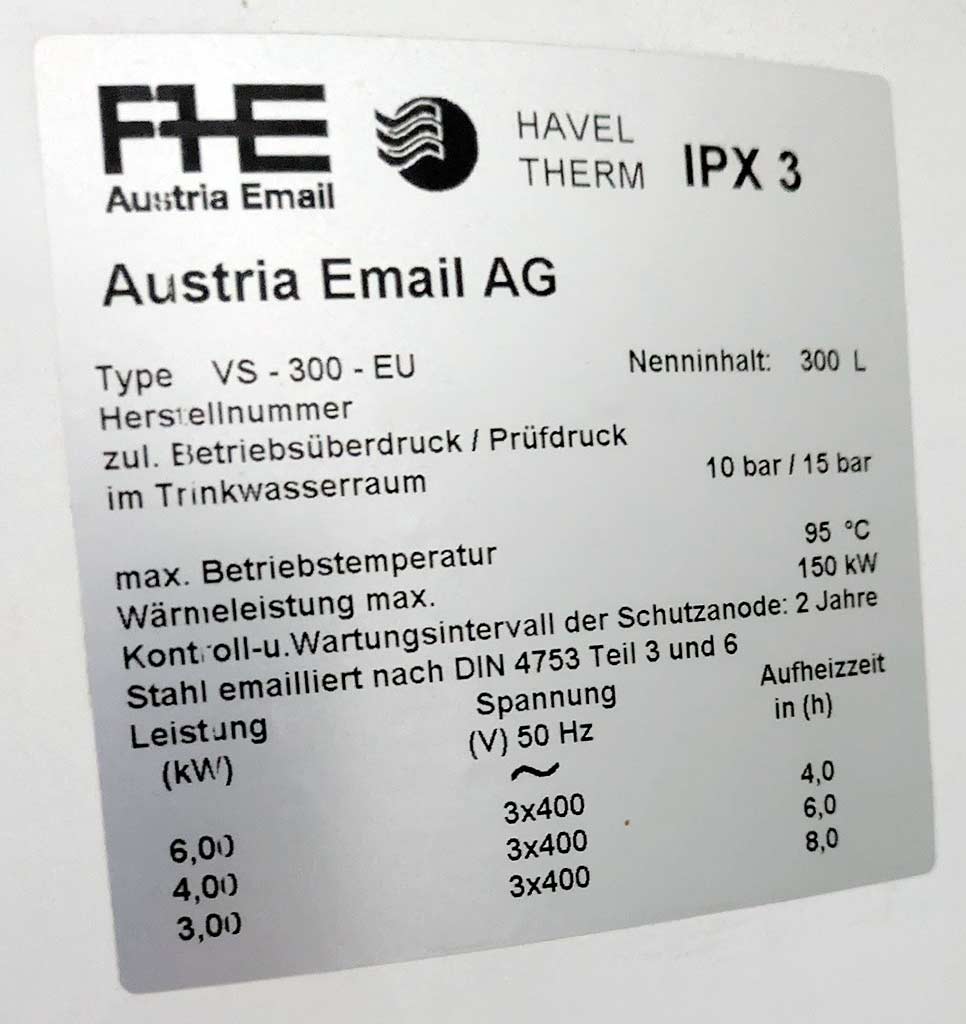 Austria Email
HAVEL
THERM
IPX 3
Austria Email AG
Type VS - 300 - EU Nenninhalt: 300 L
Herstellnummer
zul. Betriebsüberdruck / Prüfdruck
im Trinkwasserraum 10 bar / 15 bar
max. Betriebstemperatur 95 °C
Wärmeleistung max. 150 kW
Kontroll-u.Wartungsintervall der Schutzanode: 2 Jahre
Stahl emailliert nach DIN 4753 Teil 3 und 6
Leistung Spannung Aufheizzeit
(kW) (V) 50 Hz in (h)
~
6,00 3x400 4,0
4,00 3x400 6,0
3,00 3x400 8,0